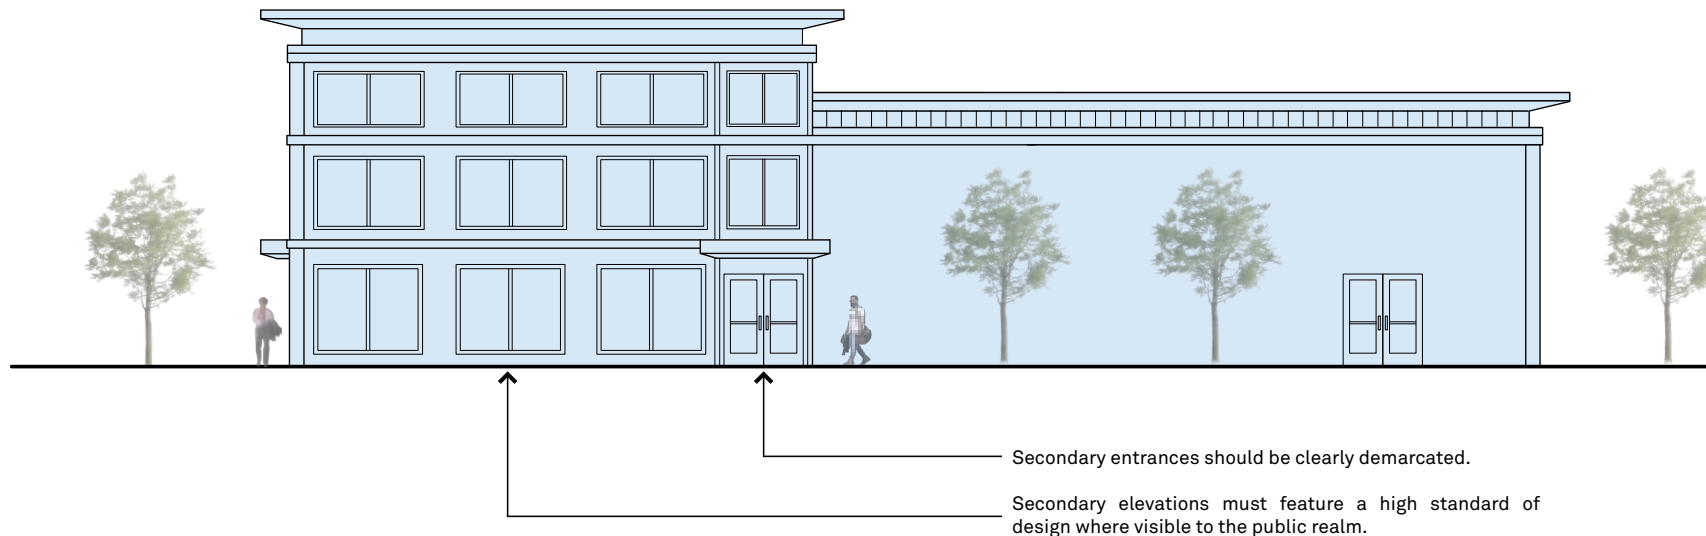 Secondary entrances should be clearly demarcated.
Secondary elevations must feature a high standard of
design where visible to the public realm.